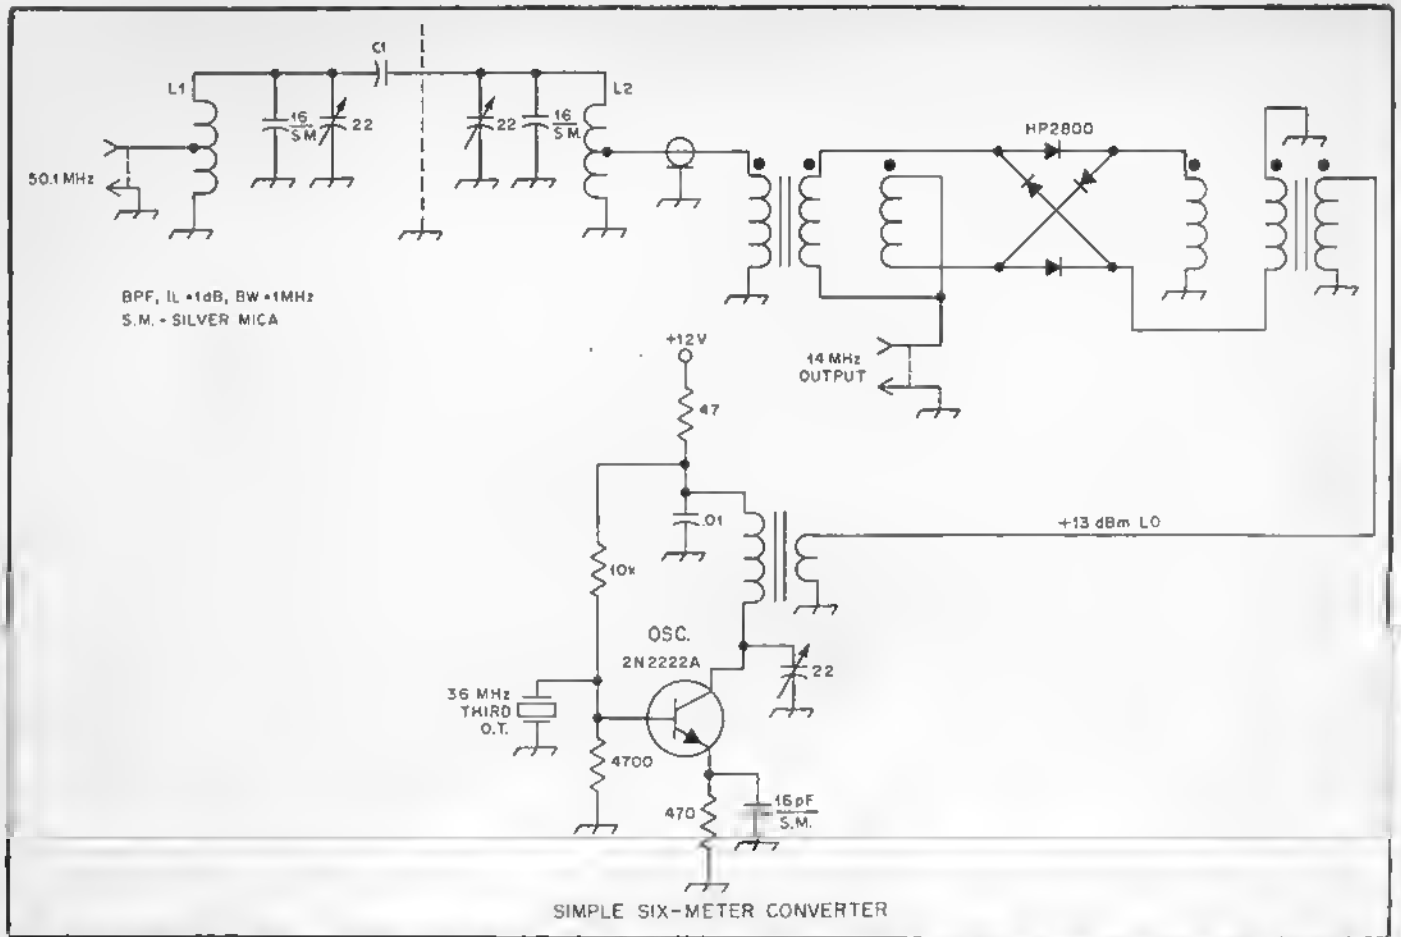 C1
L1
L2
16
S.M.
22
22
16
S.M.
HP2800
50.1 MHz
BPF, IL = 1dB, BW = 1MHz
S.M. - SILVER MICA
+12V
47
14 MHz
OUTPUT
.01
+13 dBm LO
10k
OSC.
2N2222A
22
36 MHz
THIRD
O.T.
4700
470
16pF
S.M.
SIMPLE SIX-METER CONVERTER